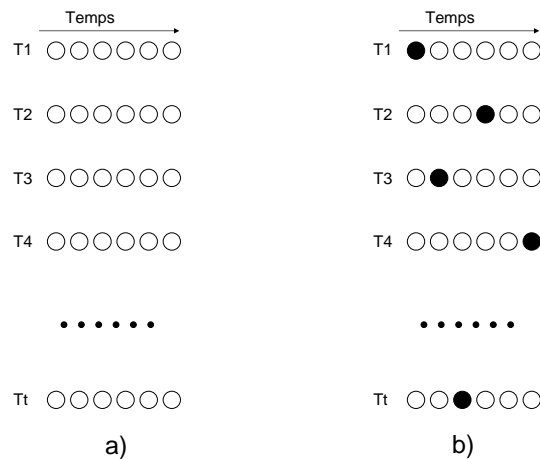 Temps Temps
T1 T1
T2 T2
T3 T3
T4 T4
Tt Tt
a) b)